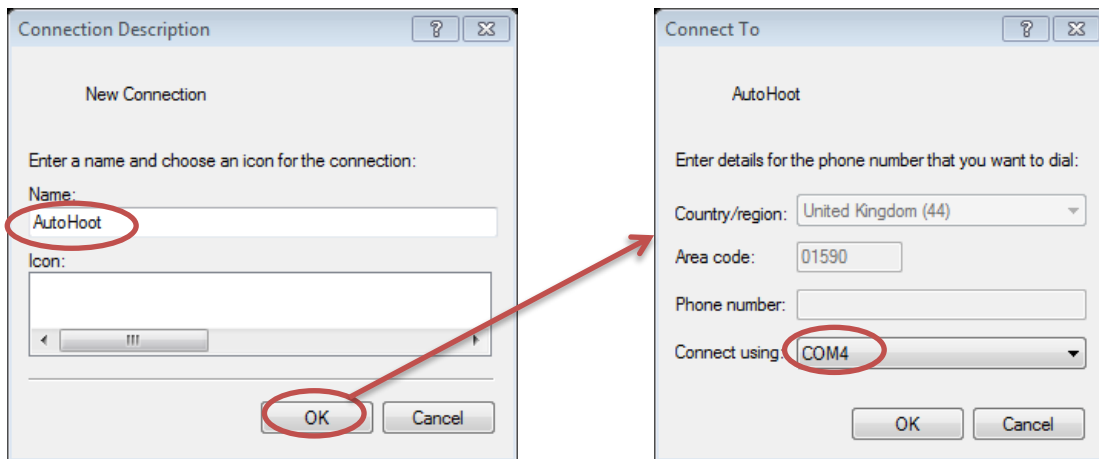 Connection Description
New Connection
Enter a name and choose an icon for the connection:
Name:
AutoHoot
Icon:
OK Cancel
Connect To
AutoHoot
Enter details for the phone number that you want to dial:
Country/region: United Kingdom (44)
Area code: 01590
Phone number:
Connect using: COM4
OK Cancel